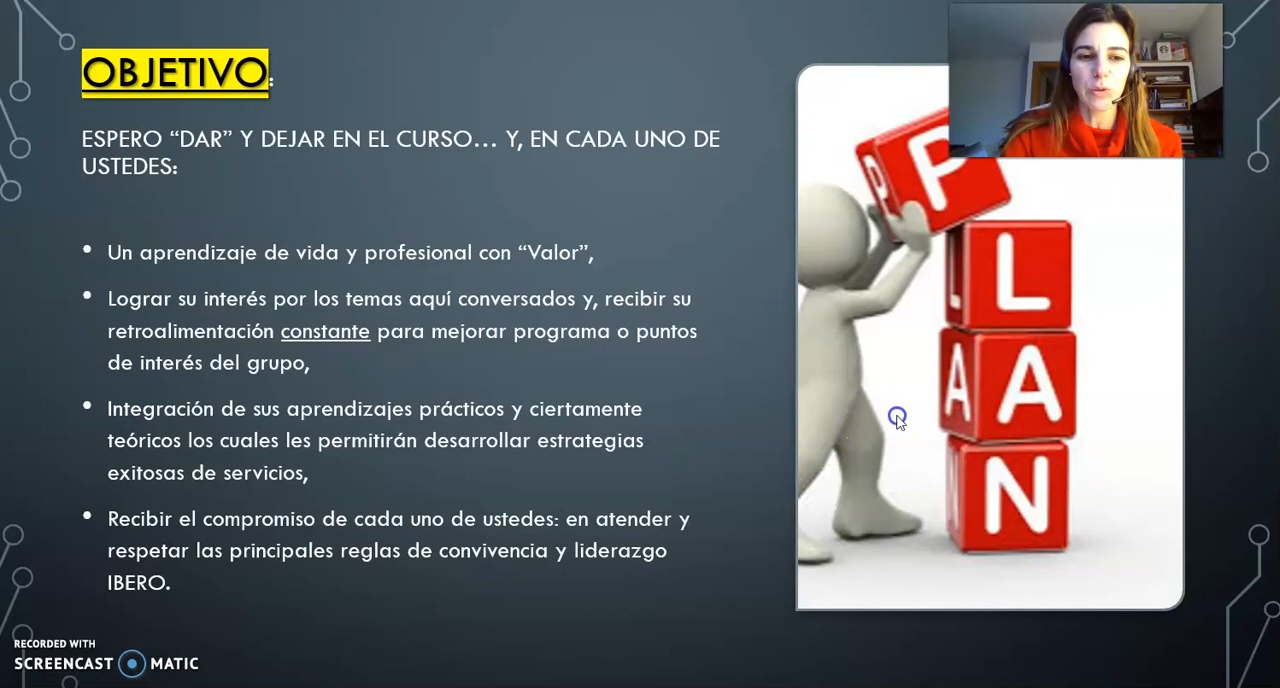 OBJETIVO:
ESPERO “DAR” Y DEJAR EN EL CURSO... Y, EN CADA UNO DE
USTEDES:
• Un aprendizaje de vida y profesional con “Valor”,
• Lograr su interés por los temas aquí conversados y, recibir su
retroalimentación constante para mejorar programa o puntos
de interés del grupo,
• Integración de sus aprendizajes prácticos y ciertamente
teóricos los cuales les permitirán desarrollar estrategias
exitosas de servicios,
• Recibir el compromiso de cada uno de ustedes: en atender y
respetar las principales reglas de convivencia y liderazgo
IBERO.
P
L
A
A
N
RECORDED WITH
SCREENCAST MATIC